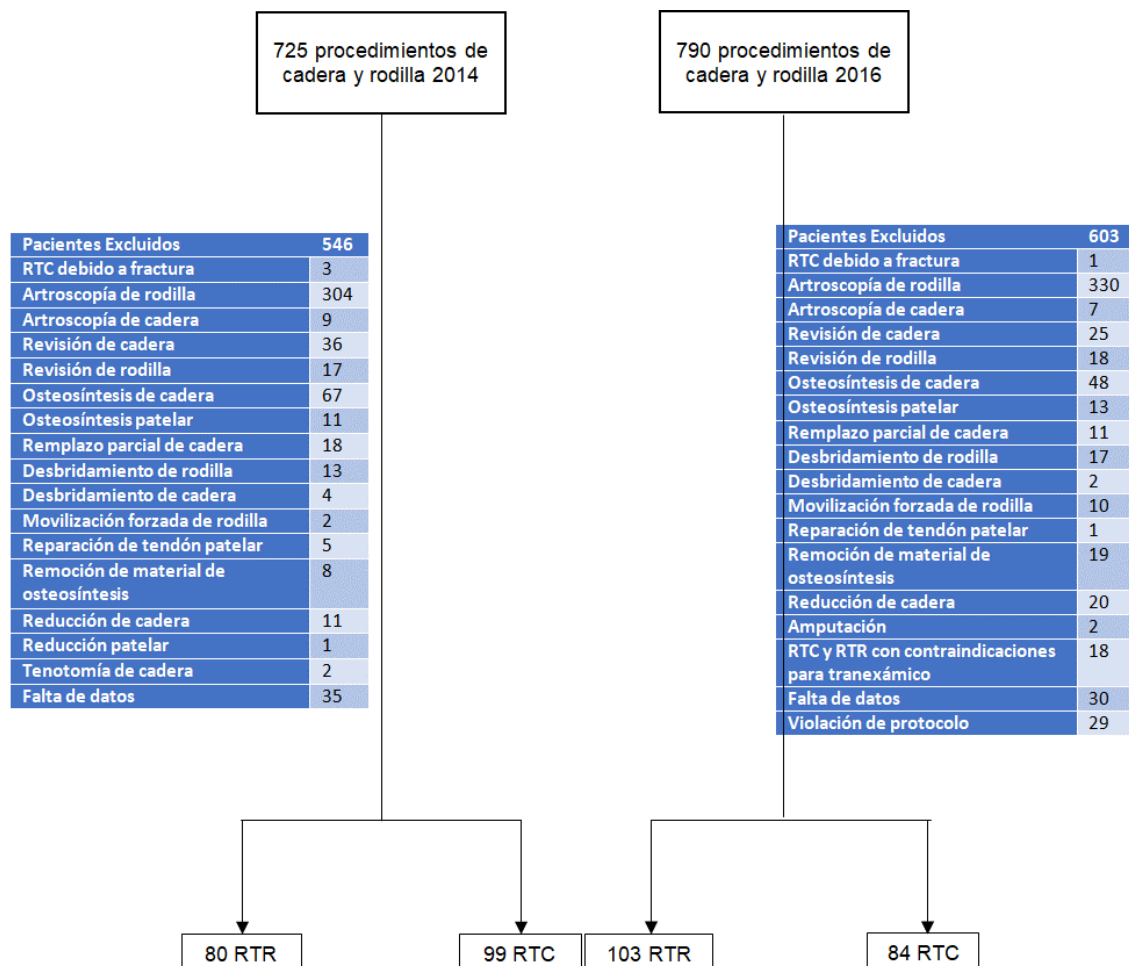 725 procedimientos de
cadera y rodilla 2014
790 procedimientos de
cadera y rodilla 2016
Pacientes Excluidos 546
RTC debido a fractura 3
Artroscopía de rodilla 304
Artroscopía de cadera 9
Revisión de cadera 36
Revisión de rodilla 17
Osteosíntesis de cadera 67
Osteosíntesis patelar 11
Remplazo parcial de cadera 18
Desbridamiento de rodilla 13
Desbridamiento de cadera 4
Movilización forzada de rodilla 2
Reparación de tendón patelar 5
Remoción de material de 8
osteosíntesis
Reducción de cadera 11
Reducción patelar 1
Tenotomía de cadera 2
Falta de datos 35
Pacientes Excluidos 603
RTC debido a fractura 1
Artroscopía de rodilla 330
Artroscopía de cadera 7
Revisión de cadera 25
Revisión de rodilla 18
Osteosíntesis de cadera 48
Osteosíntesis patelar 13
Remplazo parcial de cadera 11
Desbridamiento de rodilla 17
Desbridamiento de cadera 2
Movilización forzada de rodilla 10
Reparación de tendón patelar 1
Remoción de material de 19
osteosíntesis
Reducción de cadera 20
Amputación 2
RTC y RTR con contraindicaciones 18
para tranexámico
Falta de datos 30
Violación de protocolo 29
80 RTR
99 RTC
103 RTR
84 RTC